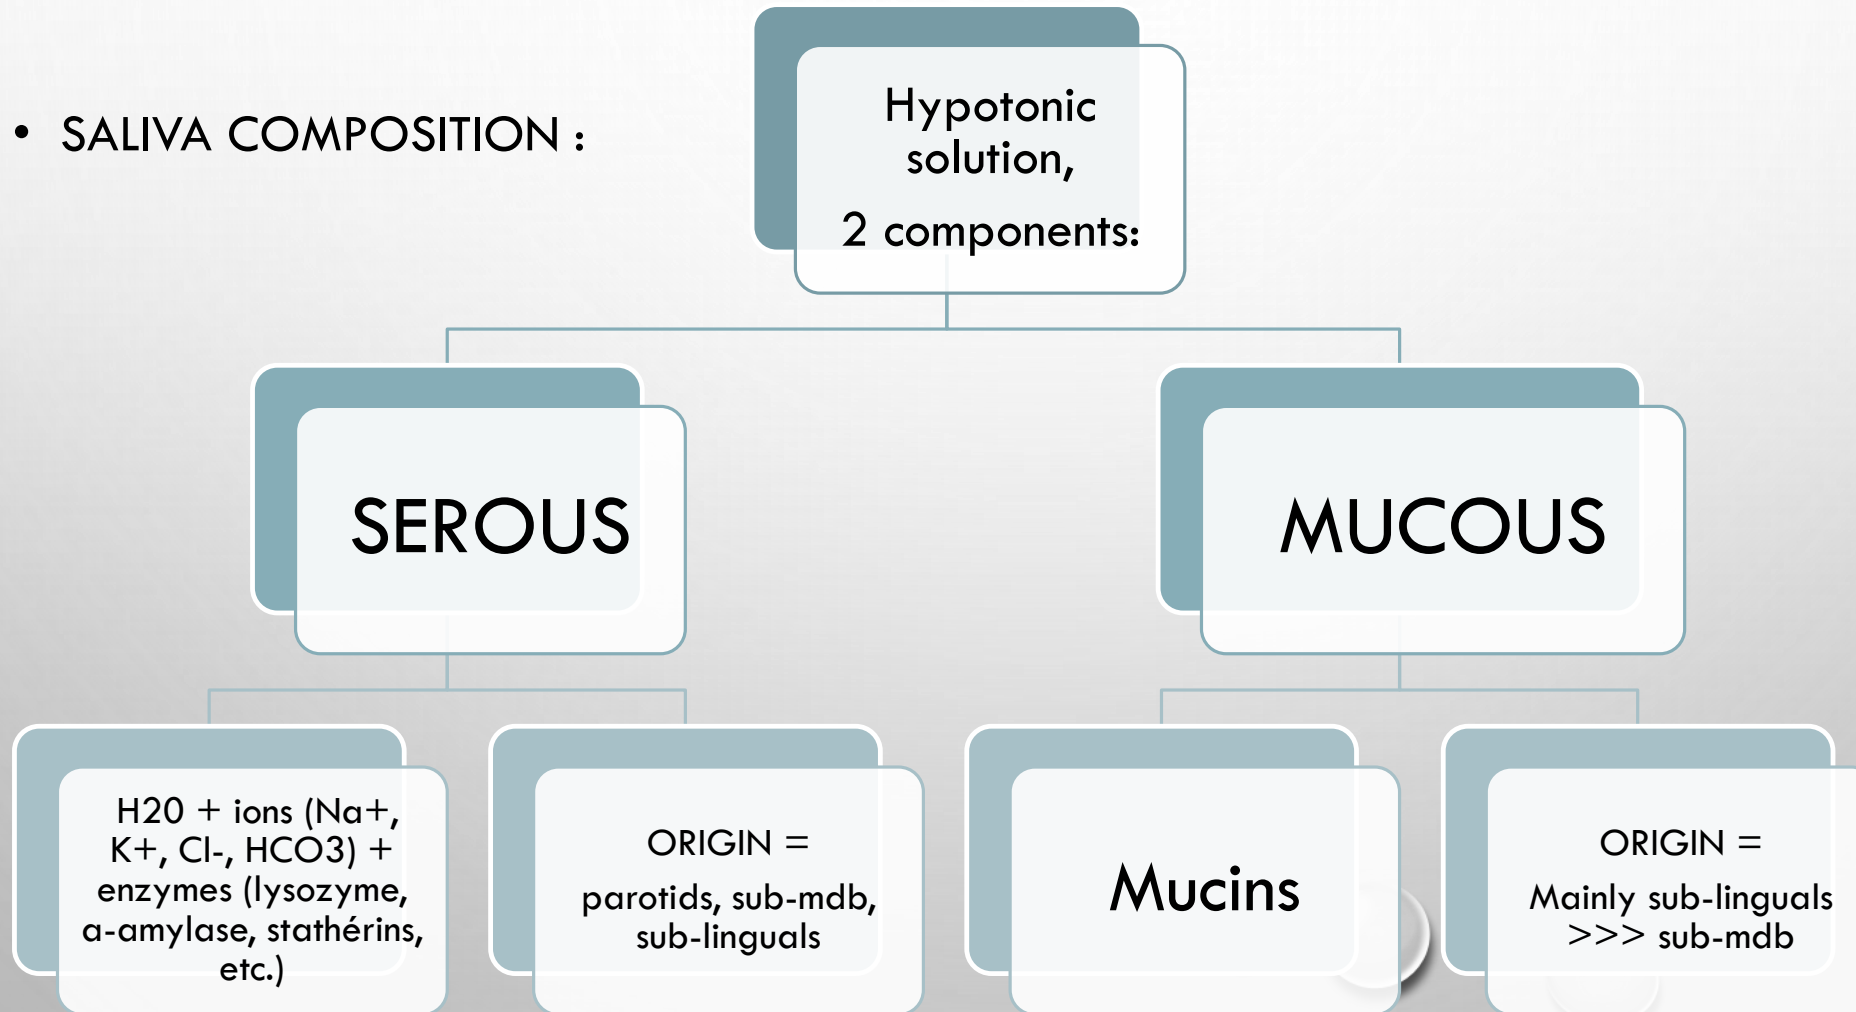 • SALIVA COMPOSITION :
Hypotonic
solution,
2 components:
SEROUS
MUCOUS
H20 + ions (Na+,
K+, Cl-, HCO3) +
enzymes (lysozyme,
a-amylase, stathérins,
etc.)
ORIGIN =
parotids, sub-mdb,
sub-linguals
Mucins
ORIGIN =
Mainly sub-linguals
>>> sub-mdb